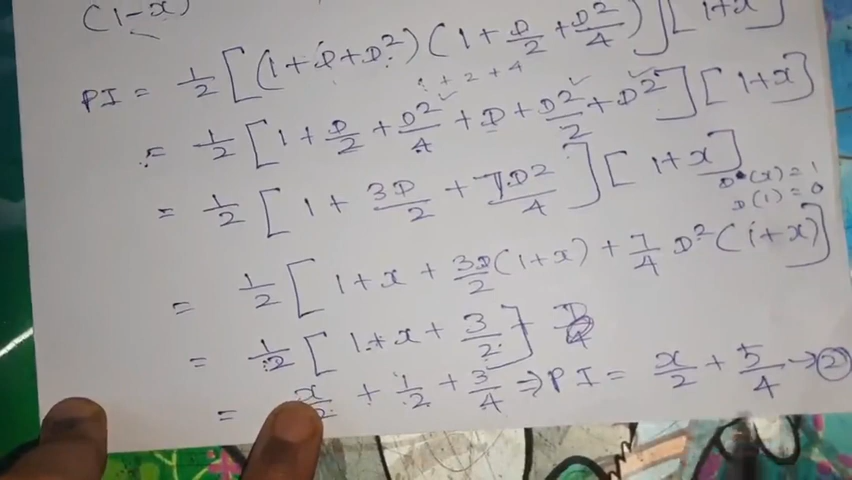 (1-x)
PI = 1/2 [(1+D+D²)(1+D/2+D²/4)][1+x]
1+2+4
= 1/2 [1+D/2+D²/4+D+D²/2+D²][1+x]
= 1/2 [1+3D/2+7D²/4][1+x]
D(x)=1
D(1)=0
= 1/2 [1+x+3D/2(1+x)+7/4 D²(1+x)]
= 1/2 [1+x+3/2]
= x/2+1/2+3/4 ⇒ PI = x/2+5/4 → ②